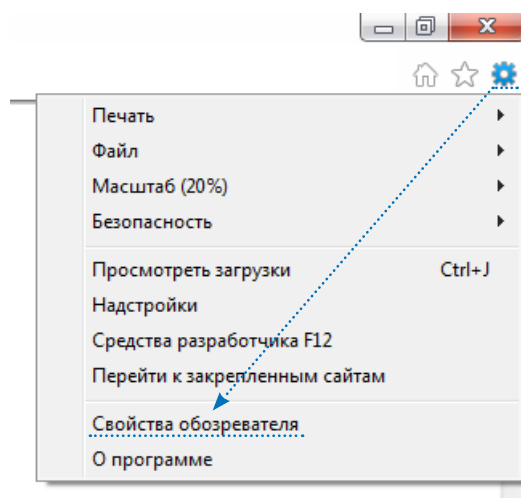 Печать
Файл
Масштаб (20%)
Безопасность
Просмотреть загрузки Ctrl+J
Надстройки
Средства разработчика F12
Перейти к закрепленным сайтам
Свойства обозревателя
О программе